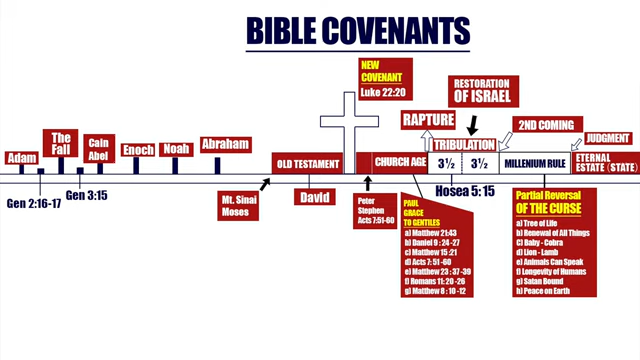 BIBLE COVENANTS
NEW
COVENANT
Luke 22:20
RESTORATION
OF ISRAEL
RAPTURE
2ND COMING
JUDGMENT
TRIBULATION
Adam
The
Fall
Cain
Abel
Enoch
Noah
Abraham
OLD TESTAMENT
CHURCH AGE
3½
3½
MILLENIUM RULE
ETERNAL
ESTATE (STATE)
Gen 2:16-17
Gen 3:15
Mt. Sinai
Moses
David
Peter
Stephen
Acts 7:51-60
Hosea 5:15
PAUL
GRACE
TO GENTILES
a) Matthew 21:43
b) Daniel 9 : 24 -27
c) Matthew 15 :21
d) Acts 7: 51 -60
e) Matthew 23 : 37 -39
f) Romans 11: 20 -26
g) Matthew 8 : 10 -12
Partial Reversal
OF THE CURSE
a) Tree of Life
b) Renewal of All Things
C) Baby - Cobra
d) Lion - Lamb
e) Animals Can Speak
f) Longevity of Humans
g) Satan Bound
h) Peace on Earth